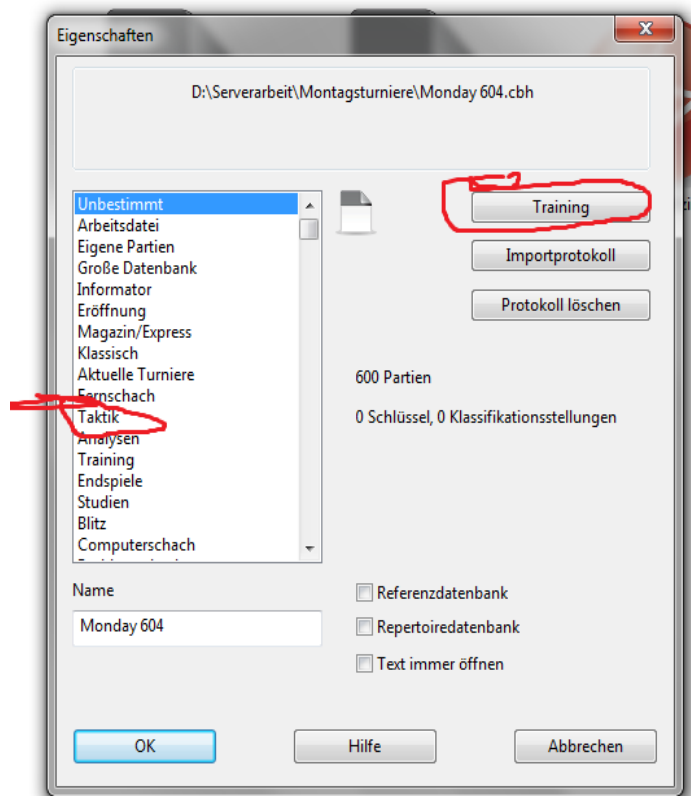 Eigenschaften
D:\Serverarbeit\Montagsturniere\Monday 604.cbh
Unbestimmt
Arbeitsdatei
Eigene Partien
Große Datenbank
Informator
Eröffnung
Magazin/Express
Klassisch
Aktuelle Turniere
Fernschach
Taktik
Analysen
Training
Endspiele
Studien
Blitz
Computerschach
Training
Importprotokoll
Protokoll löschen
600 Partien
0 Schlüssel, 0 Klassifikationsstellungen
Name
Monday 604
Referenzdatenbank
Repertoiredatenbank
Text immer öffnen
OK
Hilfe
Abbrechen